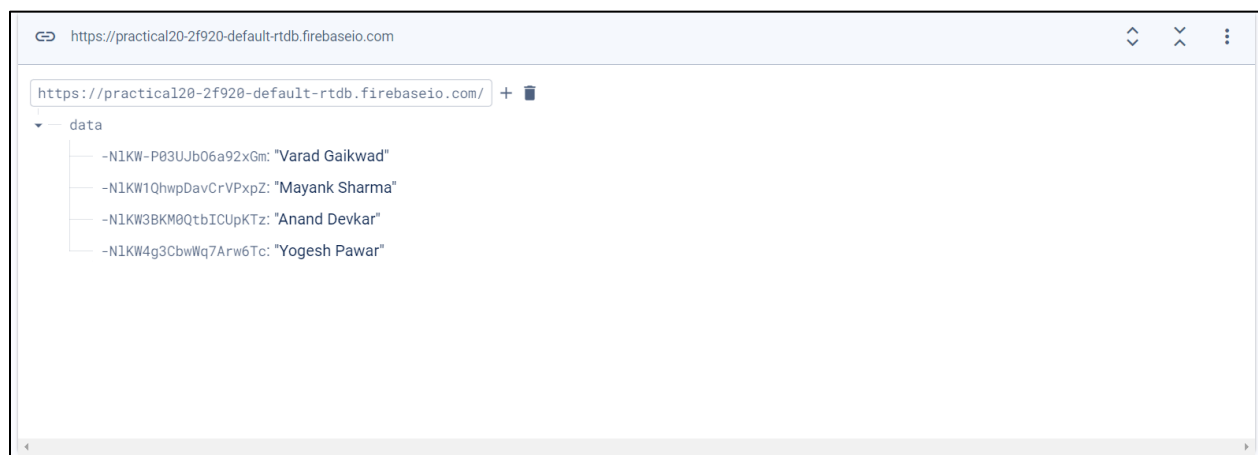 https://practical20-2f920-default-rtdb.firebaseio.com
https://practical20-2f920-default-rtdb.firebaseio.com/
data
-NlKW-P03UJbO6a92xGm: "Varad Gaikwad"
-NlKW1QhwpDavCrVPxpZ: "Mayank Sharma"
-NlKW3BKM0QtbICUpKTz: "Anand Devkar"
-NlKW4g3CbwWq7Arw6Tc: "Yogesh Pawar"